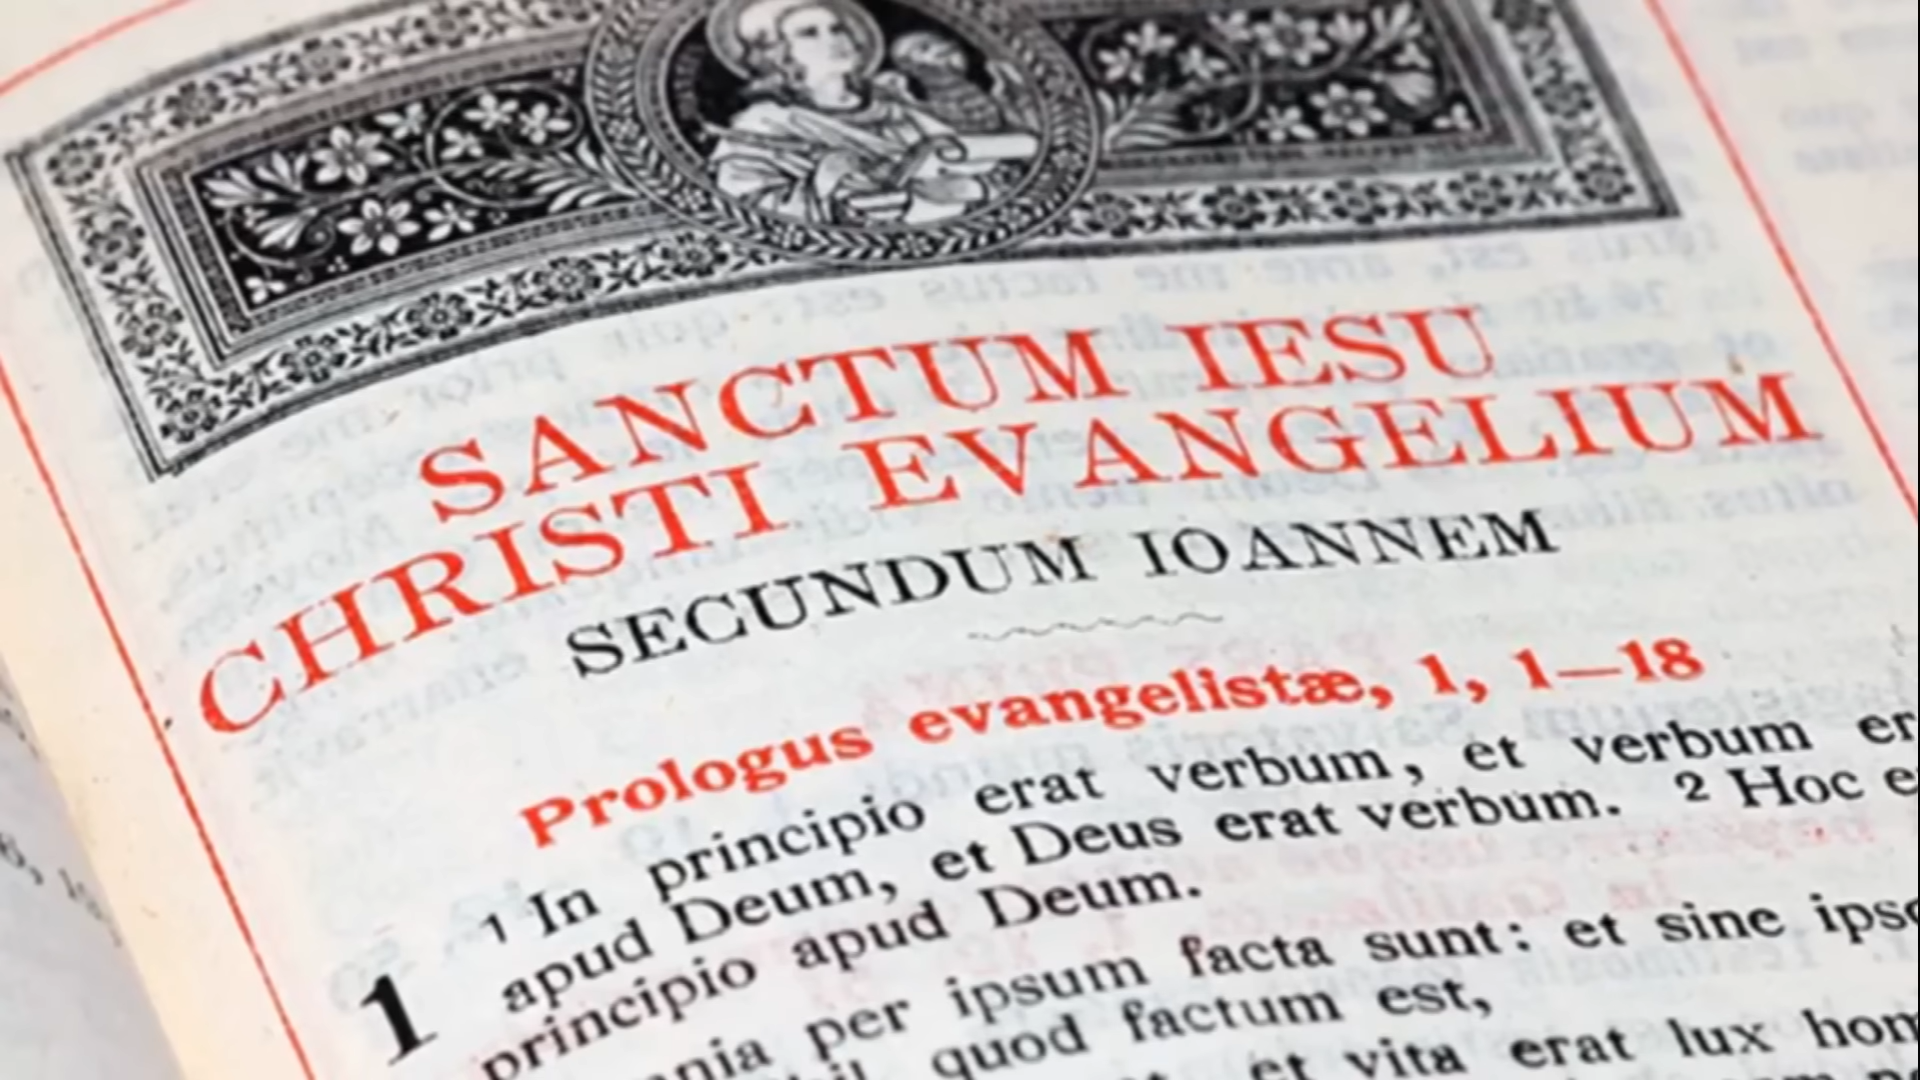 SANCTUM IESU
CHRISTI EVANGELIUM
SECUNDUM IOANNEM
Prologus evangelistæ, 1, 1—18
1 1 In principio erat verbum, et verbum er
apud Deum, et Deus erat verbum. 2 Hoc e
principio apud Deum.
per ipsum facta sunt: et sine ipso
quod factum est,
et vita erat lux hom